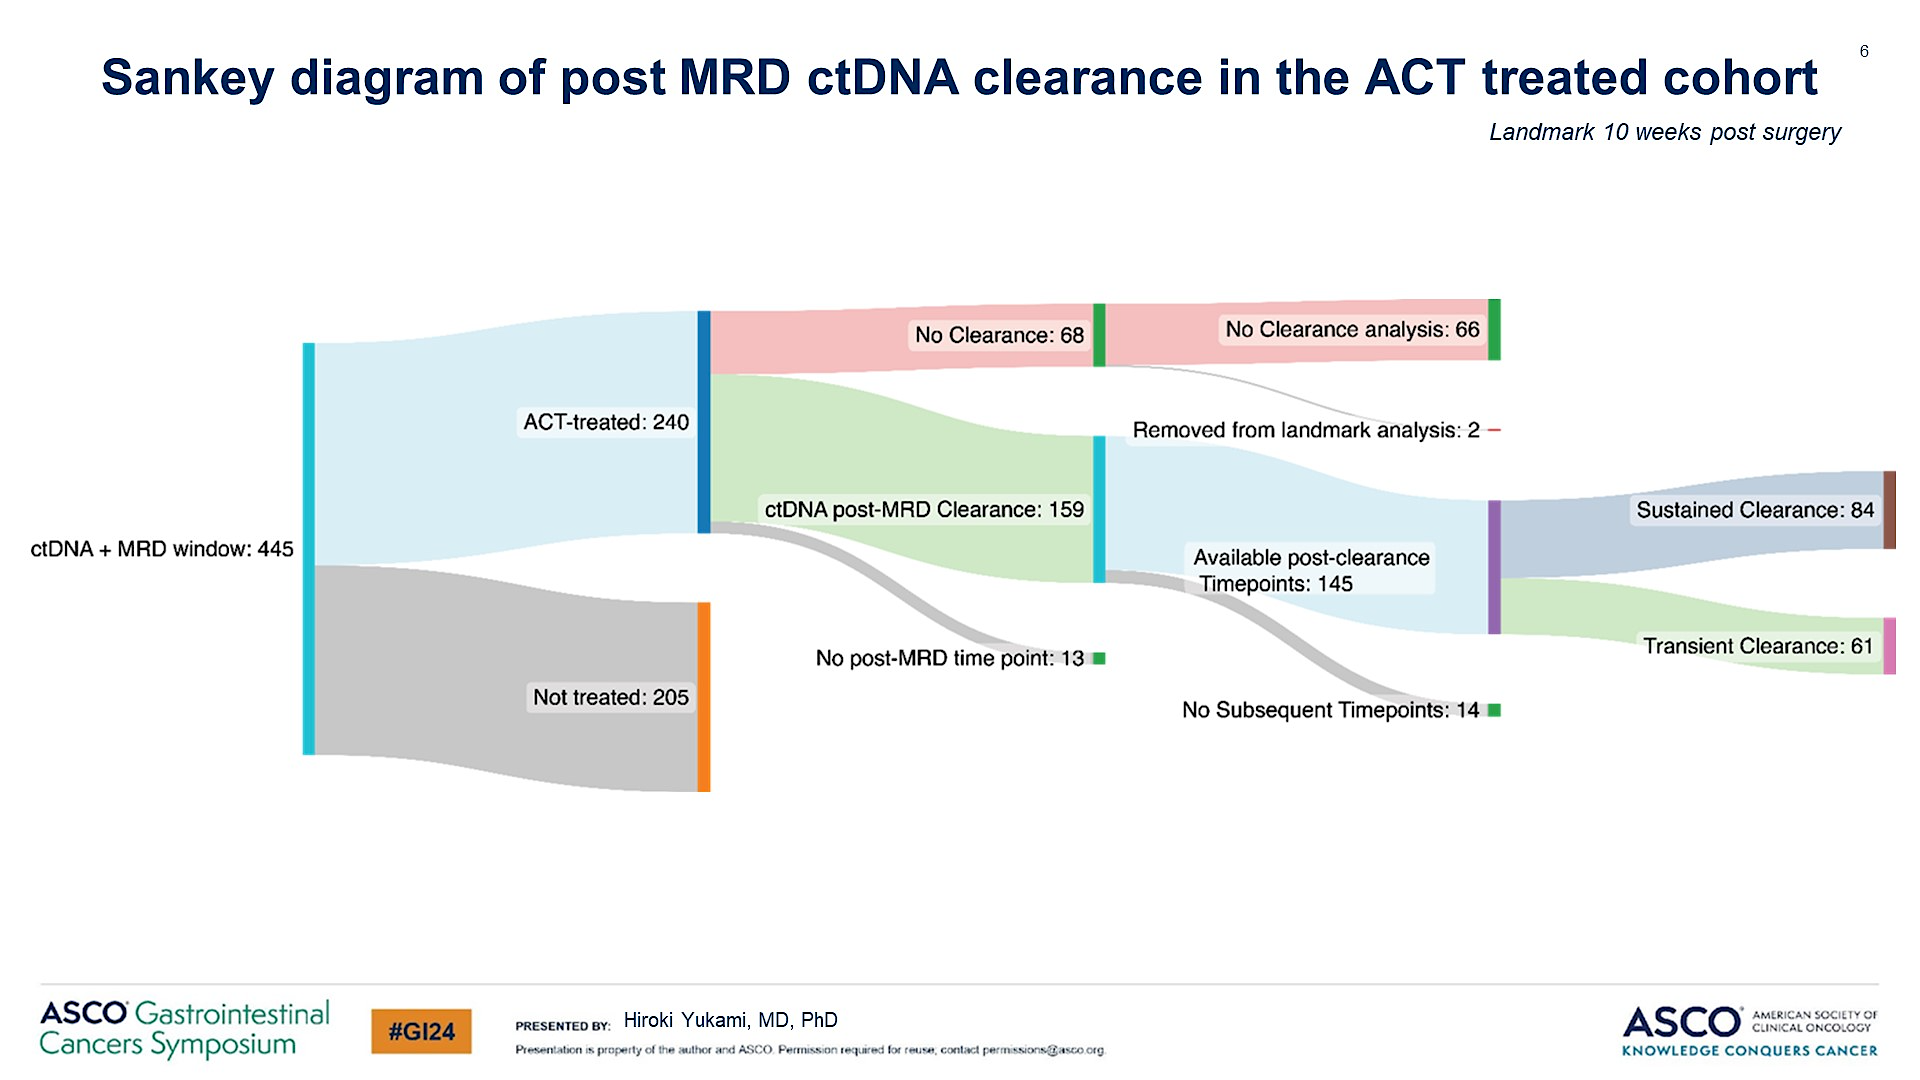 6
Sankey diagram of post MRD ctDNA clearance in the ACT treated cohort
Landmark 10 weeks post surgery
No Clearance: 68
No Clearance analysis: 66
ACT-treated: 240
Removed from landmark analysis: 2
ctDNA post-MRD Clearance: 159
Sustained Clearance: 84
ctDNA + MRD window: 445
Available post-clearance
Timepoints: 145
Transient Clearance: 61
No post-MRD time point: 13
Not treated: 205
No Subsequent Timepoints: 14
ASCO® Gastrointestinal
Cancers Symposium
#GI24
PRESENTED BY: Hiroki Yukami, MD, PhD
Presentation is property of the author and ASCO. Permission required for reuse; contact permissions@asco.org.
ASCO® AMERICAN SOCIETY OF
CLINICAL ONCOLOGY
KNOWLEDGE CONQUERS CANCER